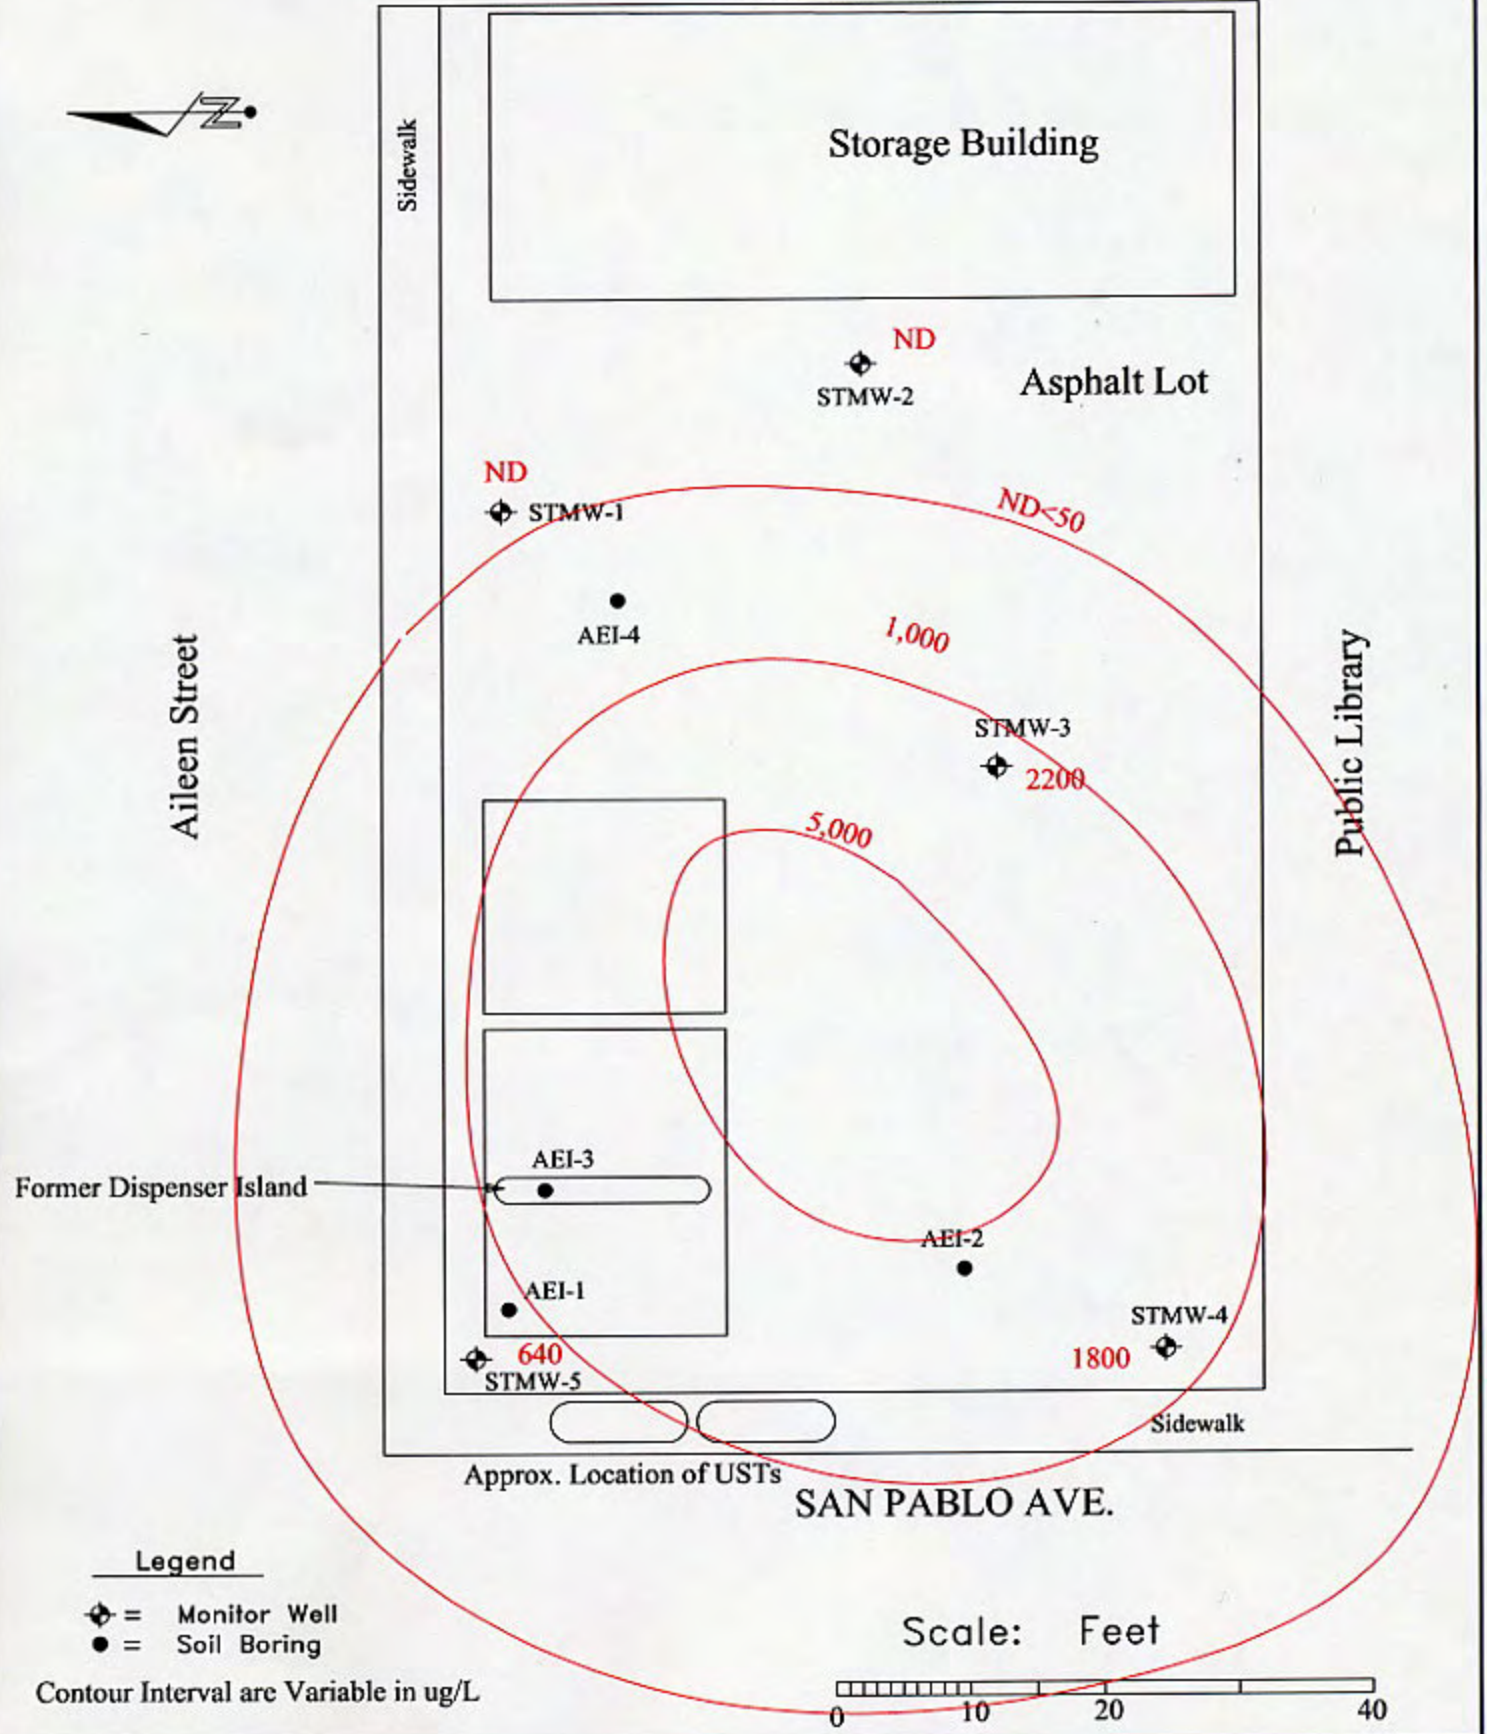 Z
Sidewalk
Storage Building
ND
STMW-2
Asphalt Lot
ND
STMW-1
ND<50
AEI-4
1,000
Aileen Street
Public Library
STMW-3
2200
5,000
AEI-3
Former Dispenser Island
AEI-2
AEI-1
STMW-4
640
1800
STMW-5
Sidewalk
Approx. Location of USTs
SAN PABLO AVE.
Legend
= Monitor Well
= Soil Boring
Contour Interval are Variable in ug/L
Scale: Feet
0 10 20 40